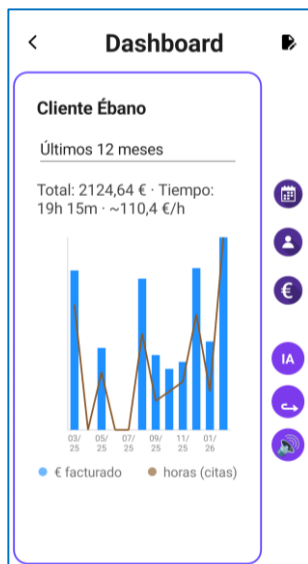 Dashboard
Cliente Ébano
Últimos 12 meses
Total: 2124,64 € · Tiempo:
19h 15m · ~110,4 €/h
€
IA
03/ 05/ 07/ 09/ 11/ 01/
25 25 25 25 25 26
€ facturado horas (citas)